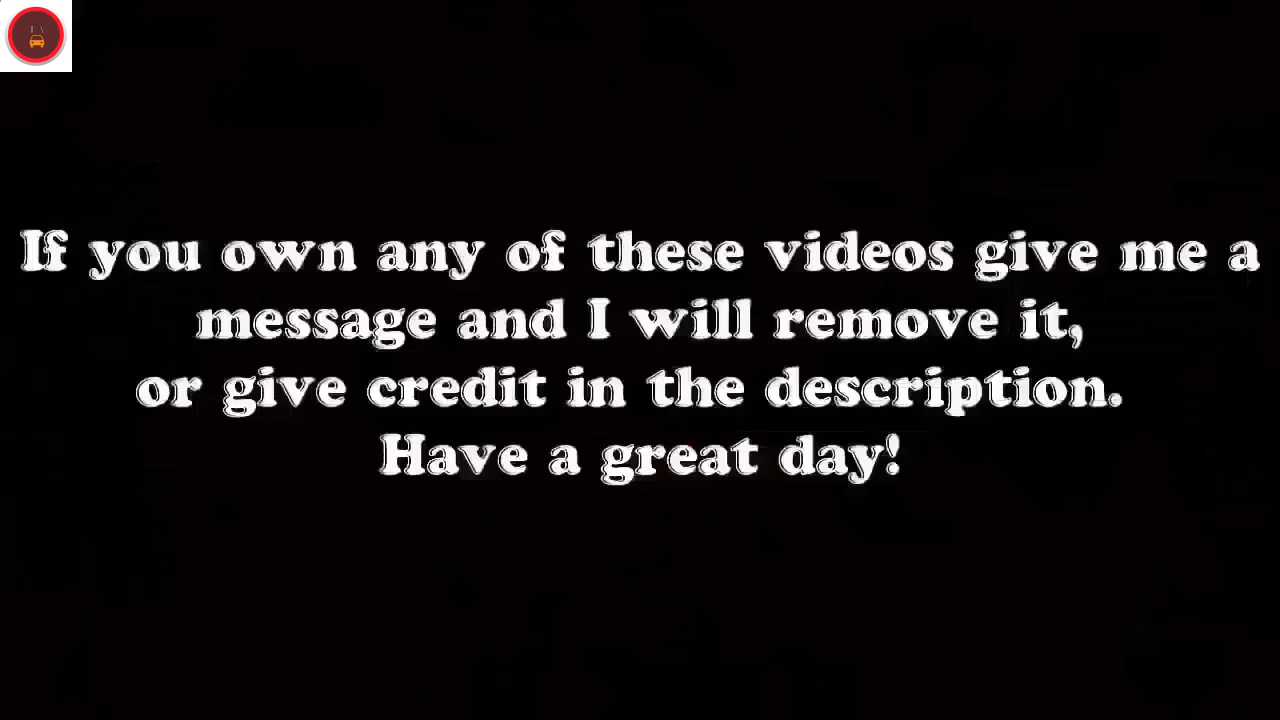 If you own any of these videos give me a
message and I will remove it,
or give credit in the description.
Have a great day!